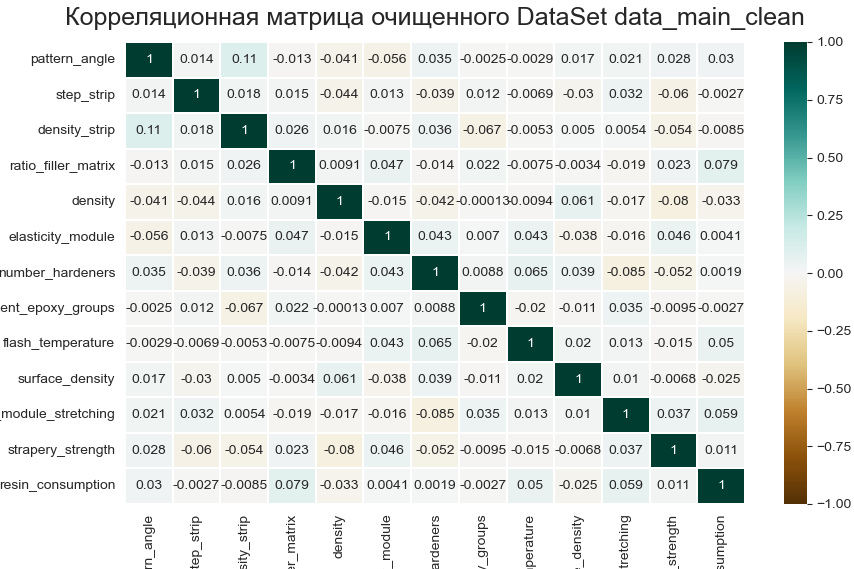 Корреляционная матрица очищенного DataSet data_main_clean
pattern_angle 1 0.014 0.11 -0.013 -0.041 -0.056 0.035 -0.0025 -0.0029 0.017 0.021 0.028 0.03
step_strip 0.014 1 0.018 0.015 -0.044 0.013 -0.039 0.012 -0.0069 -0.03 0.032 -0.06 -0.0027
density_strip 0.11 0.018 1 0.026 0.016 -0.0075 0.036 -0.067 -0.0053 0.005 0.0054 -0.054 -0.0085
ratio_filler_matrix -0.013 0.015 0.026 1 0.0091 0.047 -0.014 0.022 -0.0075 -0.0034 -0.019 0.023 0.079
density -0.041 -0.044 0.016 0.0091 1 -0.015 -0.042 -0.00013 -0.0094 0.061 -0.017 -0.08 -0.033
elasticity_module -0.056 0.013 -0.0075 0.047 -0.015 1 0.043 0.007 0.043 -0.038 -0.016 0.046 0.0041
number_hardeners 0.035 -0.039 0.036 -0.014 -0.042 0.043 1 0.0088 0.065 0.039 -0.085 -0.052 0.0019
ent_epoxy_groups -0.0025 0.012 -0.067 0.022 -0.00013 0.007 0.0088 1 -0.02 -0.011 0.035 -0.0095 -0.0027
flash_temperature -0.0029 -0.0069 -0.0053 -0.0075 -0.0094 0.043 0.065 -0.02 1 0.02 0.013 -0.015 0.05
surface_density 0.017 -0.03 0.005 -0.0034 0.061 -0.038 0.039 -0.011 0.02 1 0.01 -0.0068 -0.025
_module_stretching 0.021 0.032 0.0054 -0.019 -0.017 -0.016 -0.085 0.035 0.013 0.01 1 0.037 0.059
strapery_strength 0.028 -0.06 -0.054 0.023 -0.08 0.046 -0.052 -0.0095 -0.015 -0.0068 0.037 1 0.011
resin_consumption 0.03 -0.0027 -0.0085 0.079 -0.033 0.0041 0.0019 -0.0027 0.05 -0.025 0.059 0.011 1
rn_angle
tep_strip
sity_strip
er_matrix
density
_module
ardeners
y_groups
perature
e_density
tretching
_strength
sumption
1.00
0.75
0.50
0.25
0.00
−0.25
−0.50
−0.75
−1.00